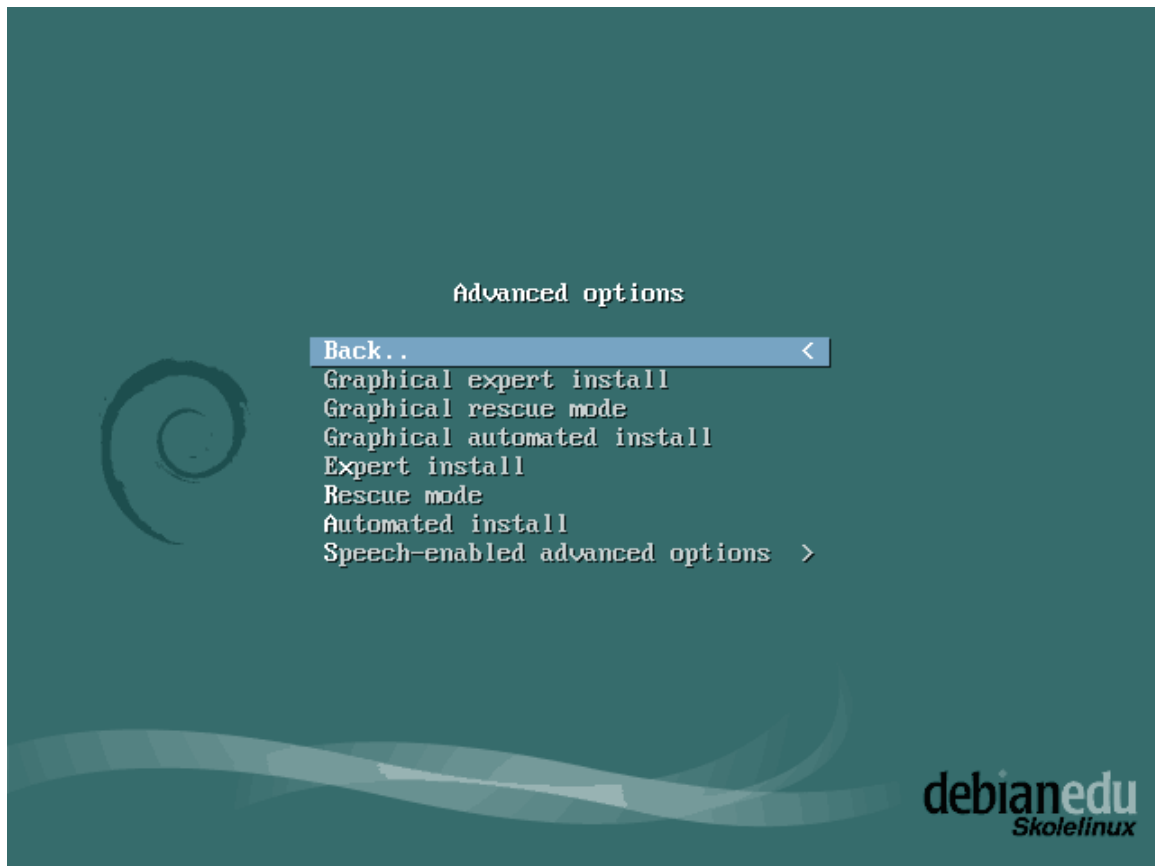 Advanced options
Back.. <
Graphical expert install
Graphical rescue mode
Graphical automated install
Expert install
Rescue mode
Automated install
Speech-enabled advanced options >
debianedu
Skolelinux